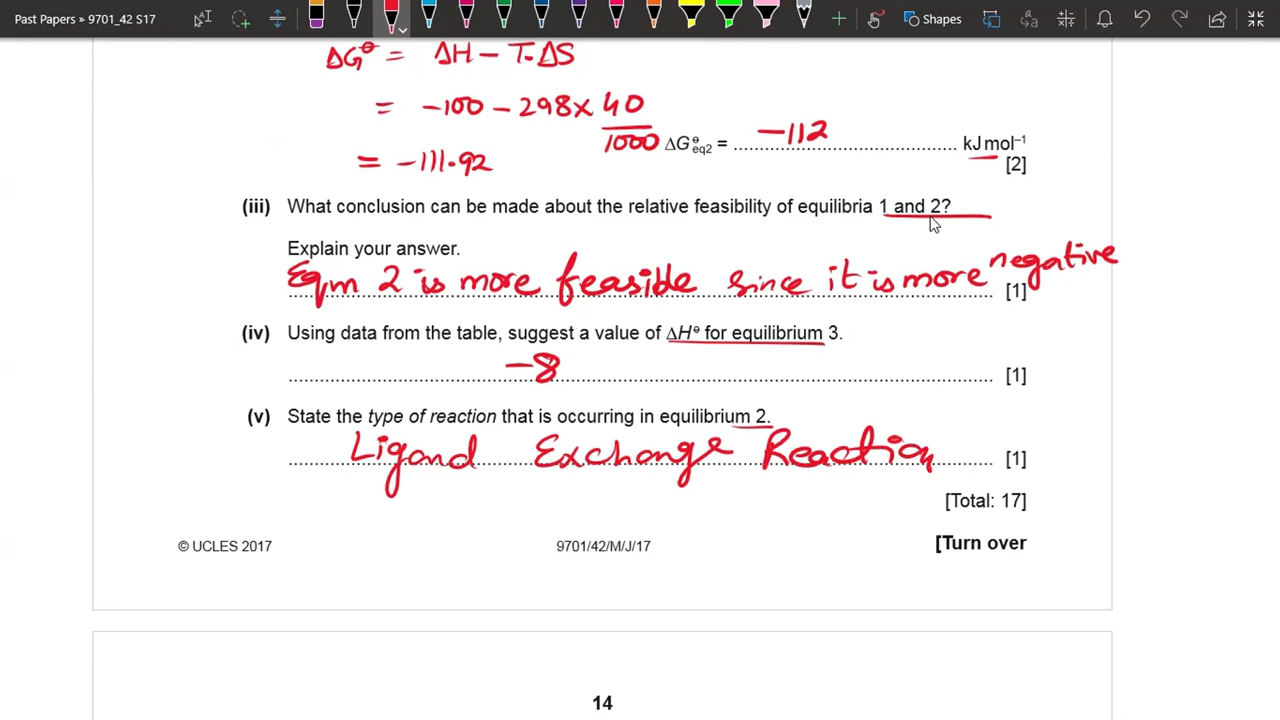 Past Papers » 9701_42 S17
Shapes
ΔG⦵ = ΔH − T·ΔS
= −100 − 298 × 40/1000
ΔG⦵eq2 = −112 kJ mol⁻¹
= −111.92
[2]
(iii) What conclusion can be made about the relative feasibility of equilibria 1 and 2?
Explain your answer.
Eqm 2 is more feasible since it is more negative [1]
(iv) Using data from the table, suggest a value of ΔH⦵ for equilibrium 3.
−8 [1]
(v) State the type of reaction that is occurring in equilibrium 2.
Ligand Exchange Reaction [1]
[Total: 17]
© UCLES 2017 9701/42/M/J/17 [Turn over
14